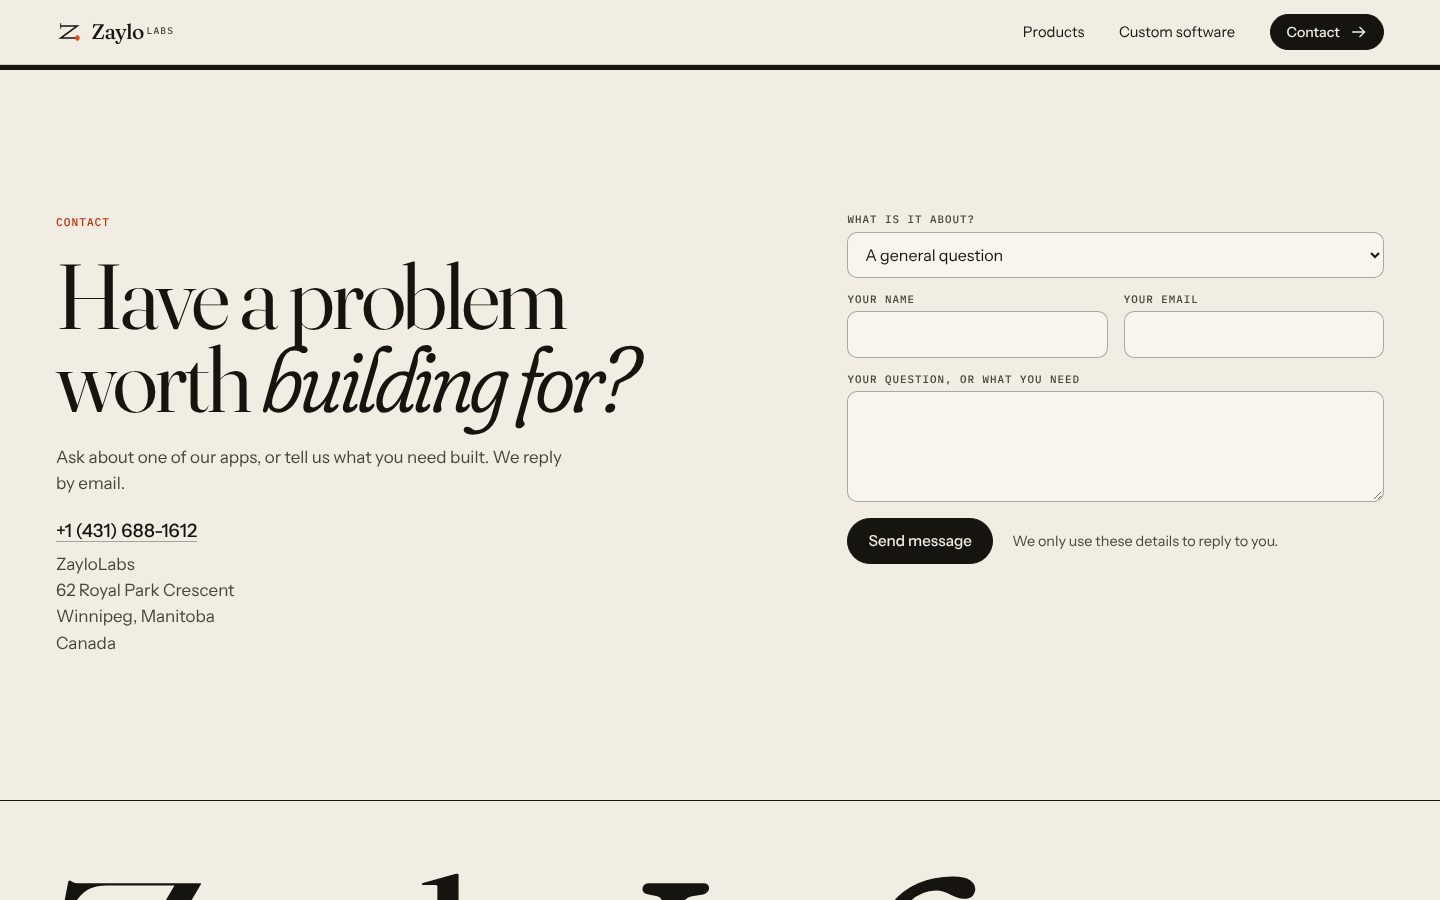 Zaylo LABS
Products
Custom software
Contact
CONTACT
Have a problem
worth building for?
Ask about one of our apps, or tell us what you need built. We reply
by email.
+1 (431) 688-1612
ZayloLabs
62 Royal Park Crescent
Winnipeg, Manitoba
Canada
WHAT IS IT ABOUT?
A general question
YOUR NAME
YOUR EMAIL
YOUR QUESTION, OR WHAT YOU NEED
Send message
We only use these details to reply to you.